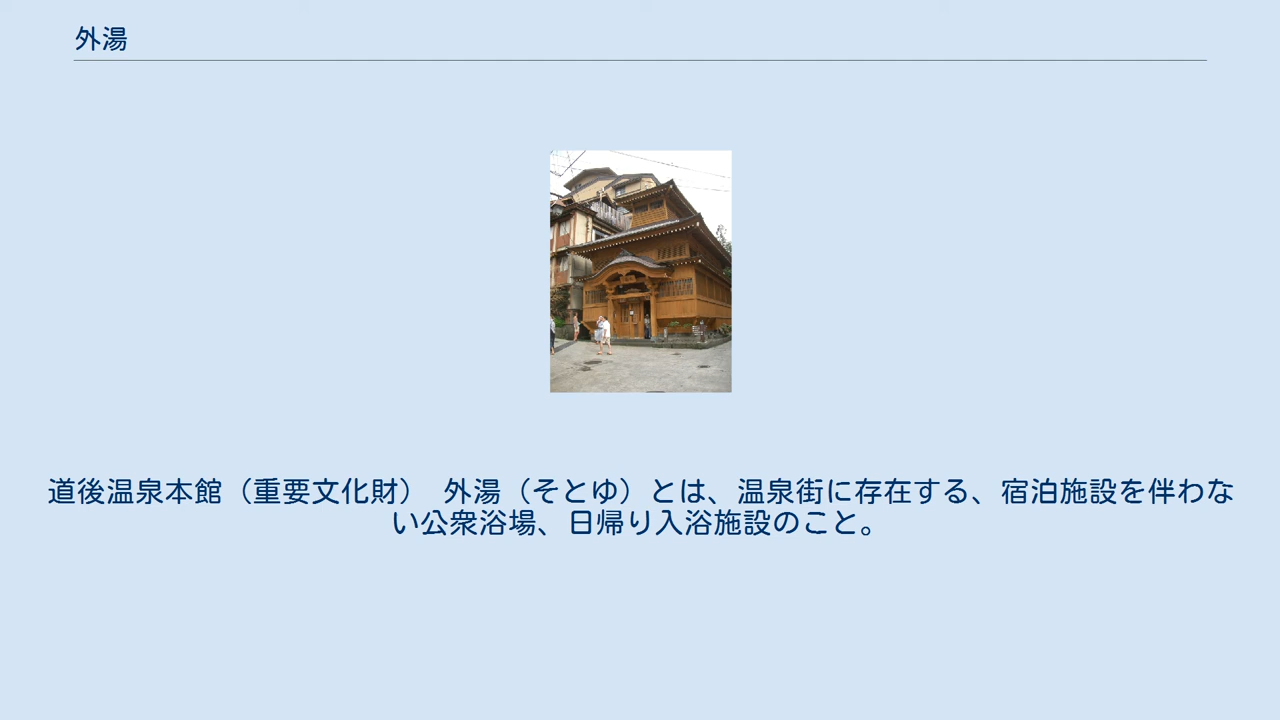 外湯
道後温泉本館（重要文化財） 外湯（そとゆ）とは、温泉街に存在する、宿泊施設を伴わな
い公衆浴場、日帰り入浴施設のこと。